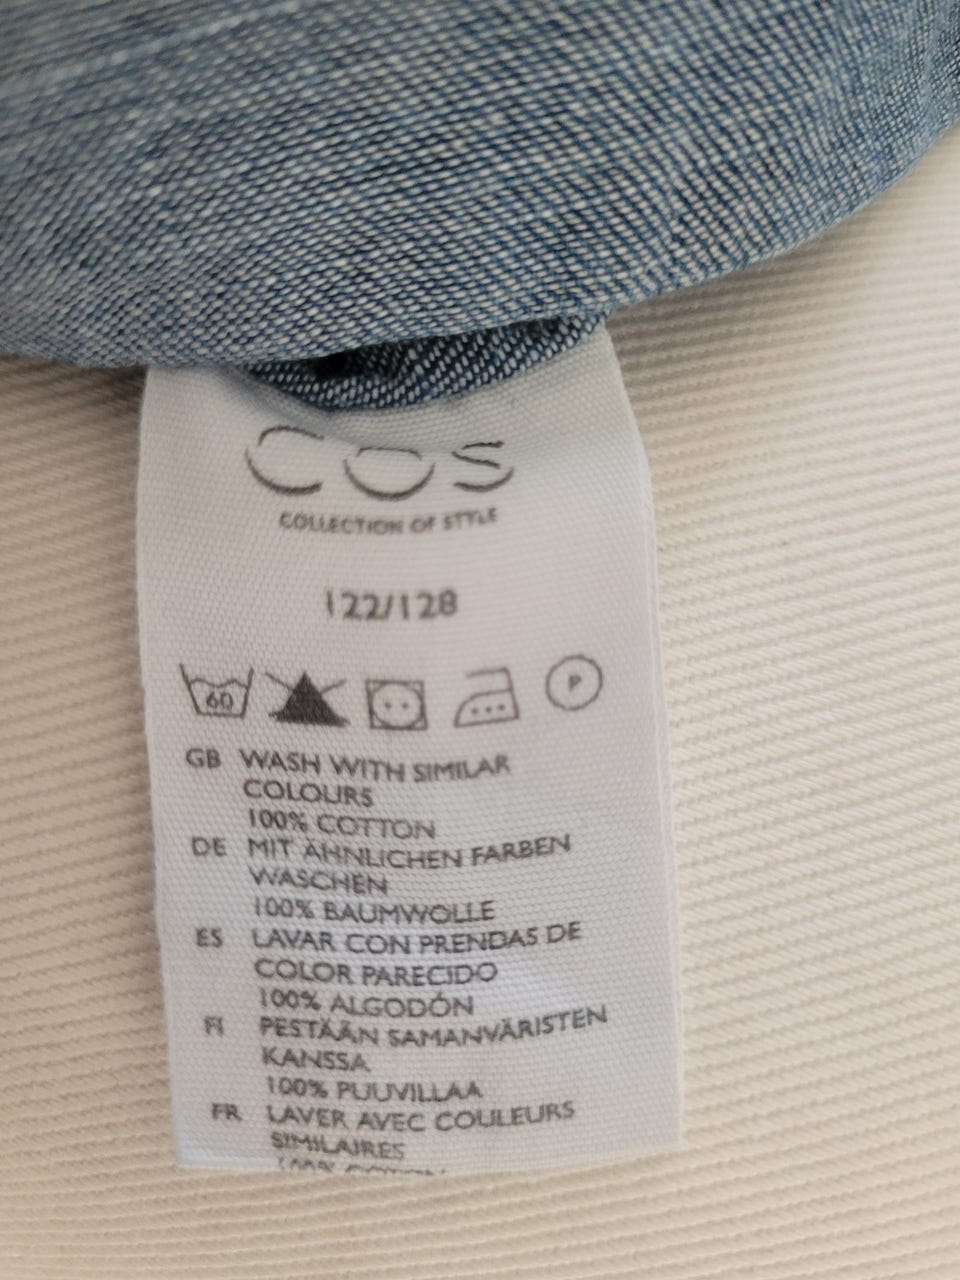 COS
COLLECTION OF STYLE
122/128
60 P
GB WASH WITH SIMILAR
COLOURS
100% COTTON
DE MIT ÄHNLICHEN FARBEN
WASCHEN
100% BAUMWOLLE
ES LAVAR CON PRENDAS DE
COLOR PARECIDO
100% ALGODÓN
FI PESTÄÄN SAMANVÄRISTEN
KANSSA
100% PUUVILLAA
FR LAVER AVEC COULEURS
SIMILAIRES